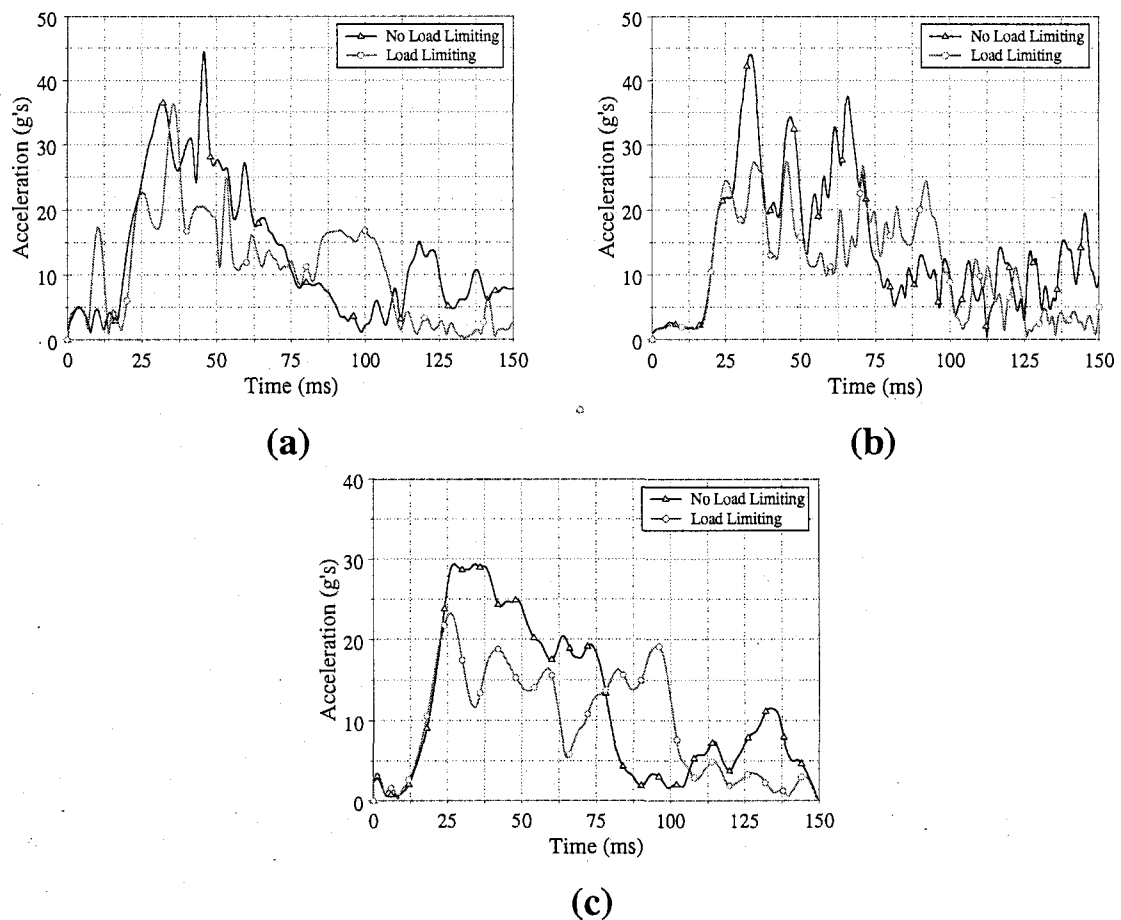 50
40
30
20
10
0
Acceleration (g's)
No Load Limiting
Load Limiting
0 25 50 75 100 125 150
Time (ms)
(a)
50
40
30
20
10
0
Acceleration (g's)
No Load Limiting
Load Limiting
0 25 50 75 100 125 150
Time (ms)
(b)
40
30
20
10
0
Acceleration (g's)
No Load Limiting
Load Limiting
0 25 50 75 100 125 150
Time (ms)
(c)